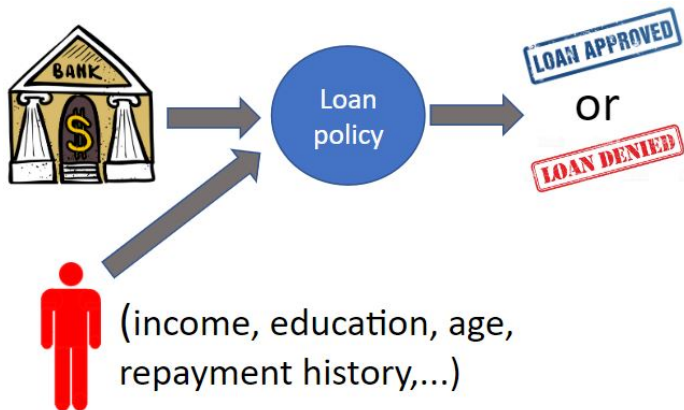 BANK
$
Loan
policy
LOAN APPROVED
or
LOAN DENIED
(income, education, age,
repayment history,...)